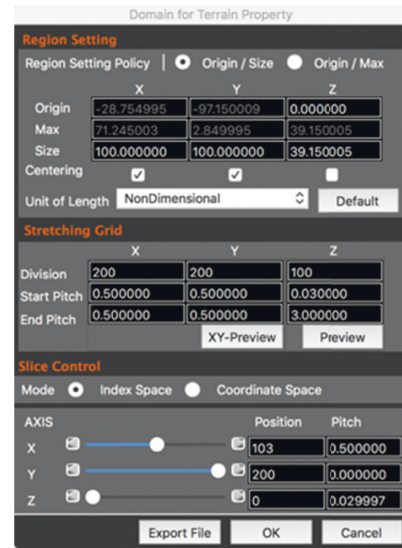 Domain for Terrain Property
Region Setting
Region Setting Policy | Origin / Size Origin / Max
X Y Z
Origin -28.754995 -97.150009 0.000000
Max 71.245003 2.849995 39.150005
Size 100.000000 100.000000 39.150005
Centering
Unit of Length NonDimensional Default
Stretching Grid
X Y Z
Division 200 200 100
Start Pitch 0.500000 0.500000 0.030000
End Pitch 0.500000 0.500000 3.000000
XY-Preview Preview
Slice Control
Mode Index Space Coordinate Space
AXIS Position Pitch
X 103 0.500000
Y 200 0.000000
Z 0 0.029997
Export File OK Cancel